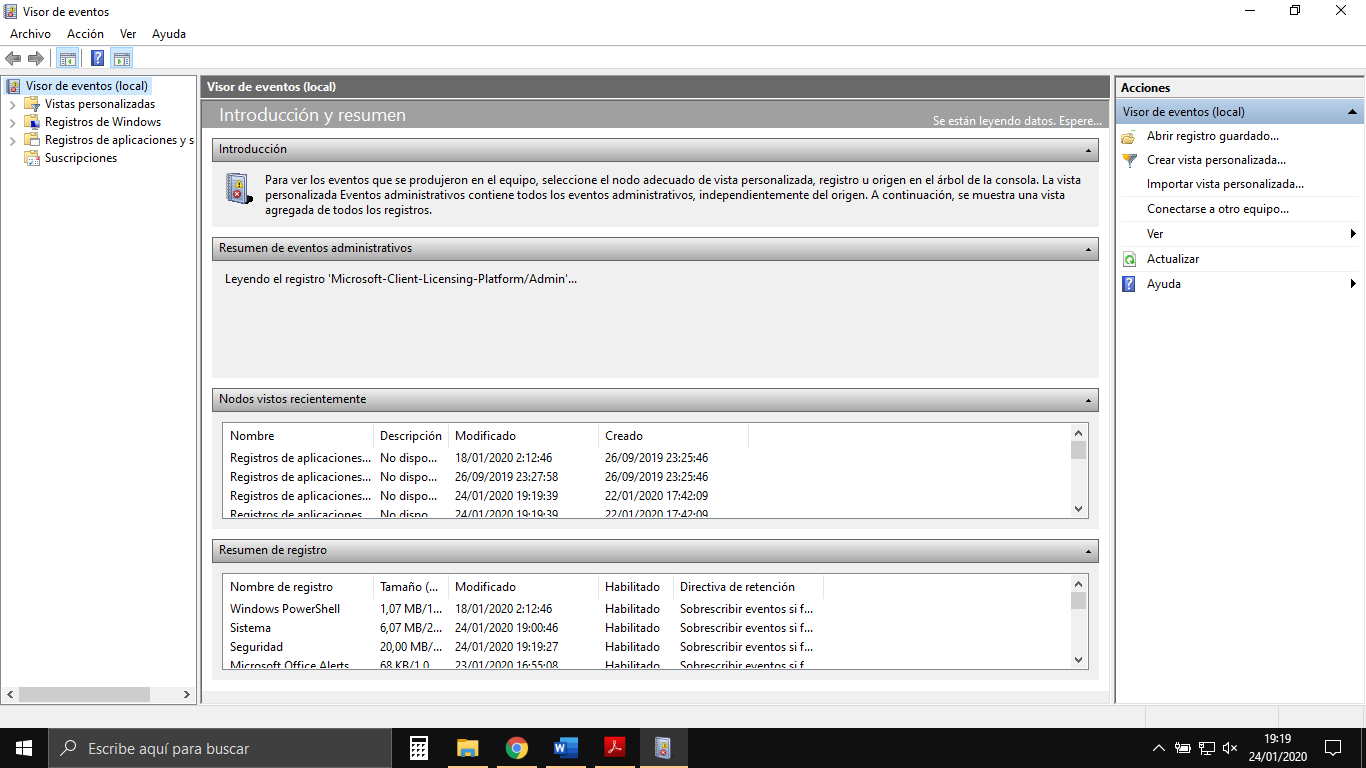 Visor de eventos
Archivo Acción Ver Ayuda
Visor de eventos (local)
Vistas personalizadas
Registros de Windows
Registros de aplicaciones y s
Suscripciones
Visor de eventos (local)
Introducción y resumen
Se están leyendo datos. Espere...
Introducción
Para ver los eventos que se produjeron en el equipo, seleccione el nodo adecuado de vista personalizada, registro u origen en el árbol de la consola. La vista
personalizada Eventos administrativos contiene todos los eventos administrativos, independientemente del origen. A continuación, se muestra una vista
agregada de todos los registros.
Resumen de eventos administrativos
Leyendo el registro 'Microsoft-Client-Licensing-Platform/Admin'...
Nodos vistos recientemente
Nombre Descripción Modificado Creado
Registros de aplicaciones... No dispo... 18/01/2020 2:12:46 26/09/2019 23:25:46
Registros de aplicaciones... No dispo... 26/09/2019 23:27:58 26/09/2019 23:25:46
Registros de aplicaciones... No dispo... 24/01/2020 19:19:39 22/01/2020 17:42:09
Registros de aplicaciones... No dispo... 24/01/2020 19:19:39 22/01/2020 17:42:09
Resumen de registro
Nombre de registro Tamaño (... Modificado Habilitado Directiva de retención
Windows PowerShell 1,07 MB/1... 18/01/2020 2:12:46 Habilitado Sobrescribir eventos si f...
Sistema 6,07 MB/2... 24/01/2020 19:00:46 Habilitado Sobrescribir eventos si f...
Seguridad 20,00 MB/... 24/01/2020 19:19:27 Habilitado Sobrescribir eventos si f...
Microsoft Office Alerts 68 KB/1,0... 23/01/2020 16:55:08 Habilitado Sobrescribir eventos si f...
Acciones
Visor de eventos (local)
Abrir registro guardado...
Crear vista personalizada...
Importar vista personalizada...
Conectarse a otro equipo...
Ver
Actualizar
Ayuda
Escribe aquí para buscar
19:19
24/01/2020